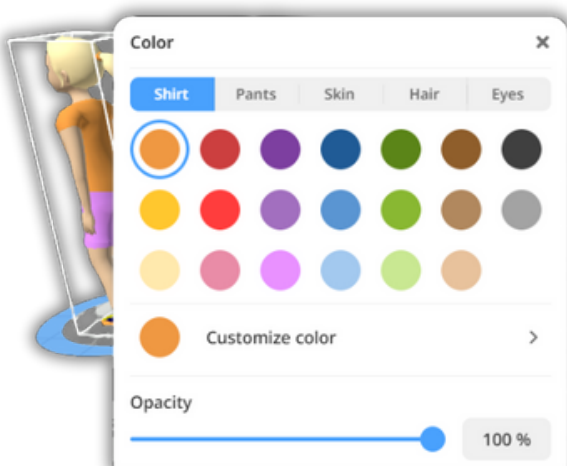 Color
Shirt Pants Skin Hair Eyes
Customize color
Opacity
100 %